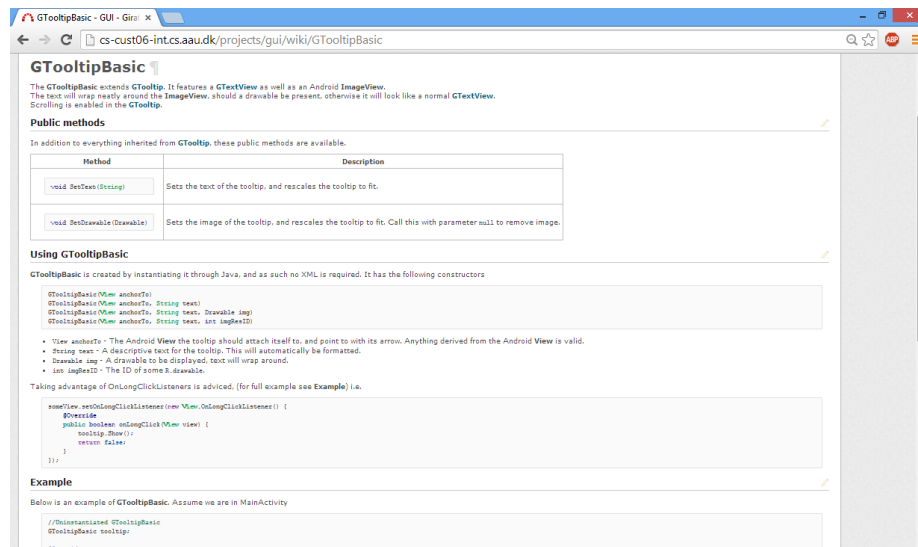 GTooltipBasic - GUI - Gira
cs-cust06-int.cs.aau.dk/projects/gui/wiki/GTooltipBasic
ABP
GTooltipBasic ¶
The GTooltipBasic extends GTooltip. It features a GTextView as well as an Android ImageView.
The text will wrap neatly around the ImageView, should a drawable be present, otherwise it will look like a normal GTextView.
Scrolling is enabled in the GTooltip.
Public methods
In addition to everything inherited from GTooltip, these public methods are available.
Method Description
void SetText(String) Sets the text of the tooltip, and rescales the tooltip to fit.
void SetDrawable(Drawable) Sets the image of the tooltip, and rescales the tooltip to fit. Call this with parameter null to remove image.
Using GTooltipBasic
GTooltipBasic is created by instantiating it through Java, and as such no XML is required. It has the following constructors
GTooltipBasic(View anchorTo)
GTooltipBasic(View anchorTo, String text)
GTooltipBasic(View anchorTo, String text, Drawable img)
GTooltipBasic(View anchorTo, String text, int imgResID)
• View anchorTo - The Android View the tooltip should attach itself to, and point to with its arrow. Anything derived from the Android View is valid.
• String text - A descriptive text for the tooltip. This will automatically be formatted.
• Drawable img - A drawable to be displayed, text will wrap around.
• int imgResID - The ID of some R.drawable.
Taking advantage of OnLongClickListeners is adviced, (for full example see Example) i.e.
someView.setOnLongClickListener(new View.OnLongClickListener() {
@Override
public boolean onLongClick(View view) {
tooltip.Show();
return false;
}
});
Example
Below is an example of GTooltipBasic. Assume we are in MainActivity
//Uninstantiated GTooltipBasic
GTooltipBasic tooltip;